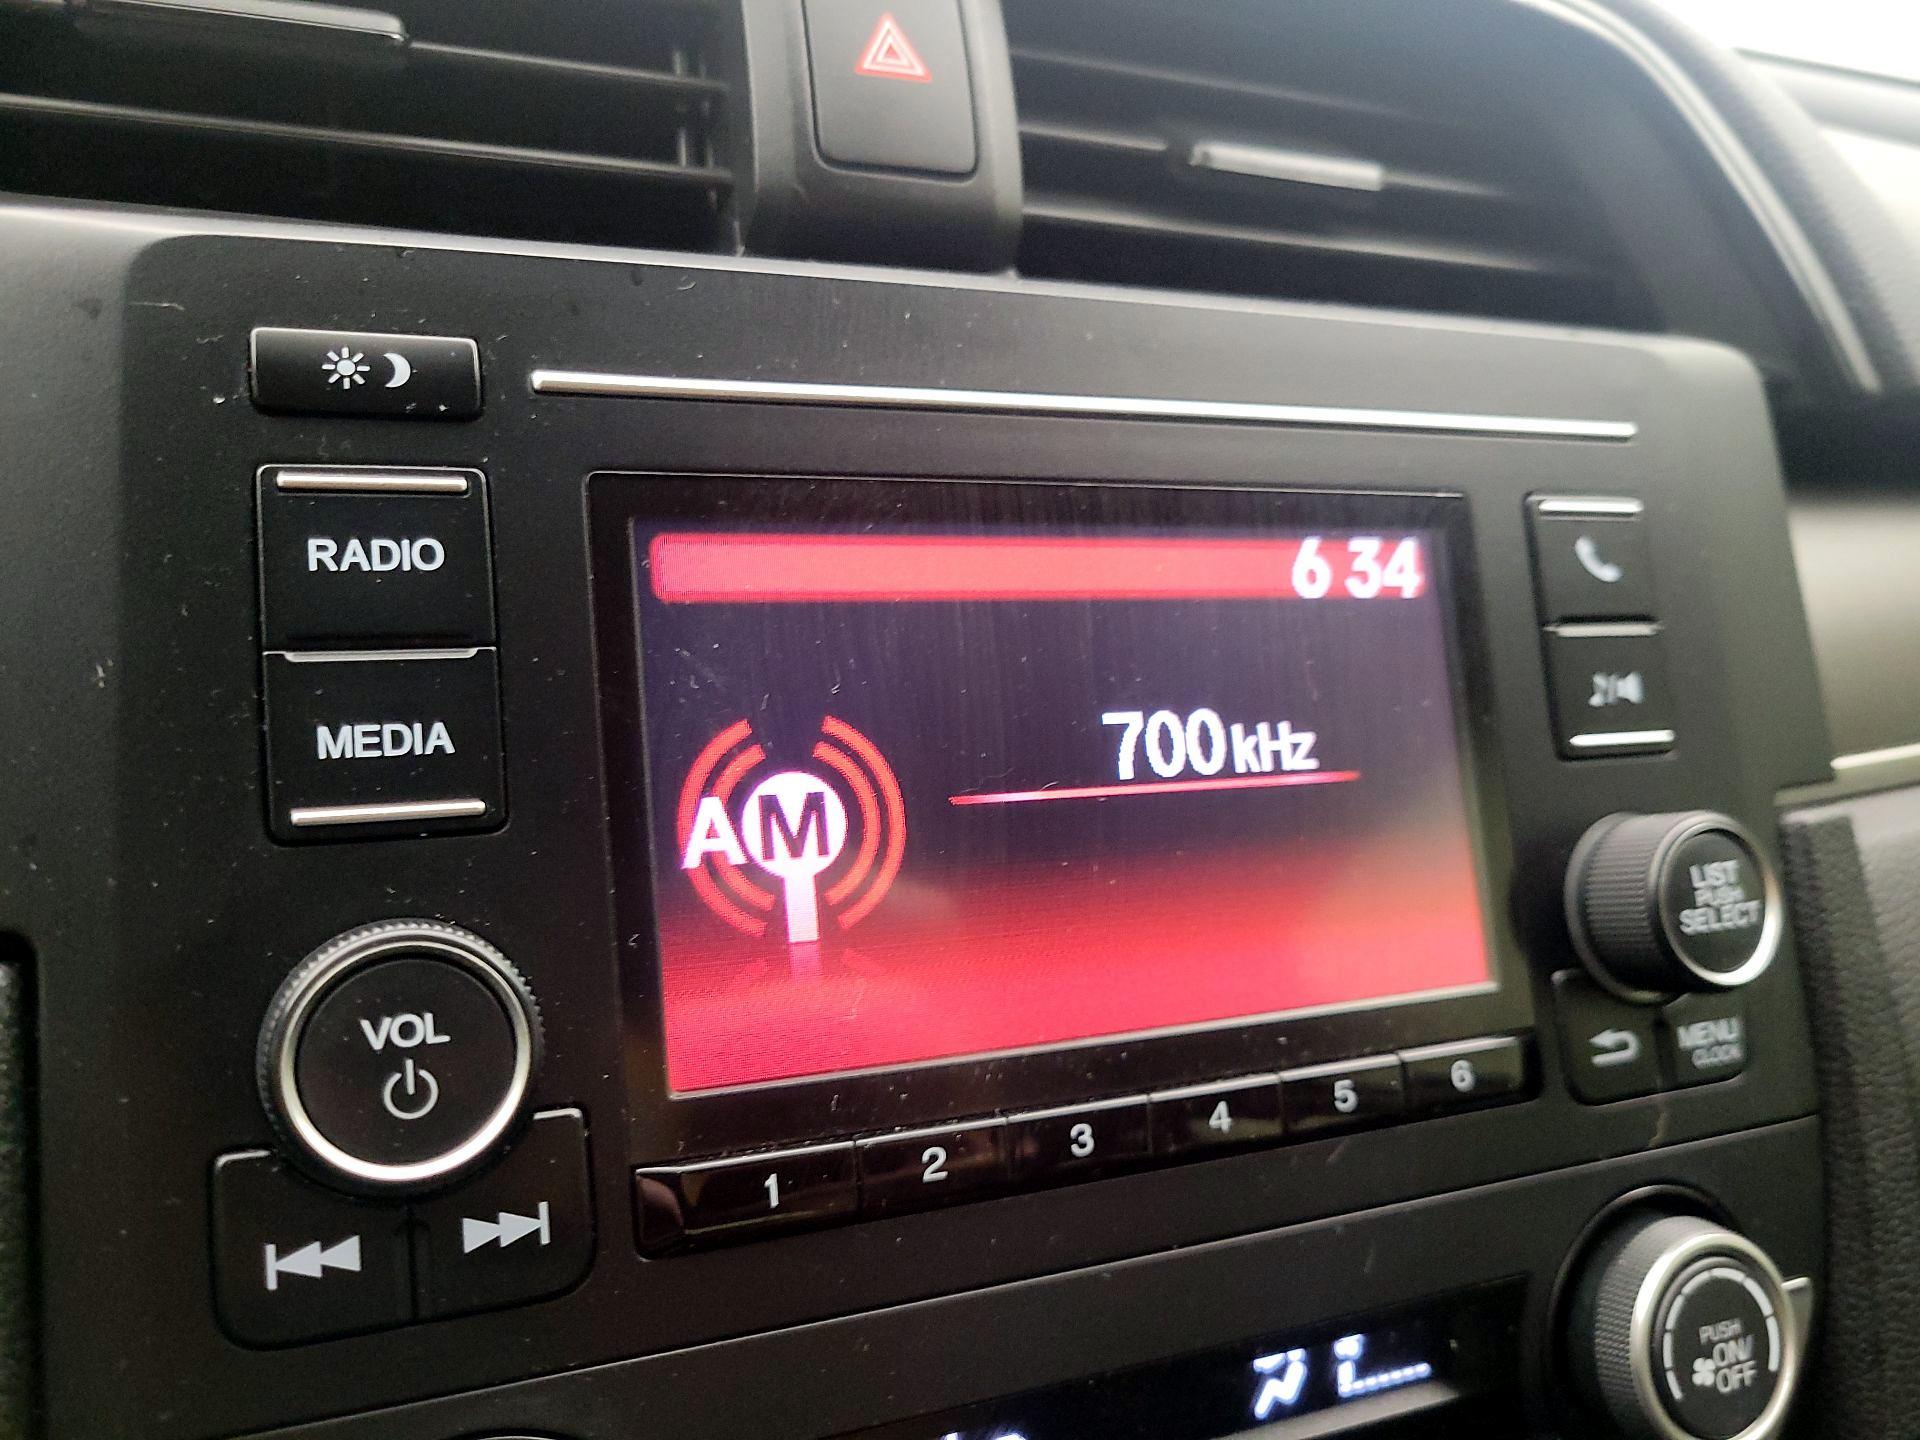 RADIO
MEDIA
VOL
6 34
AM
700 kHz
1 2 3 4 5 6
LIST
PUSH
SELECT
MENU
CLOCK
PUSH
ON/
OFF